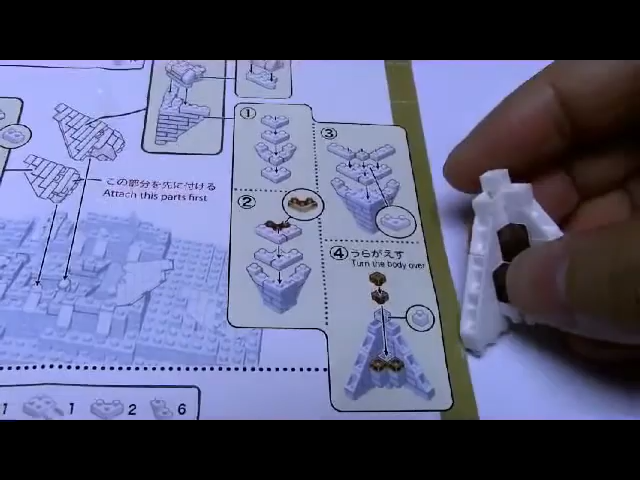 ①
③
この部分を先に付ける
Attach this parts first
②
④ うらがえす
Turn the body over
1
1
2
6